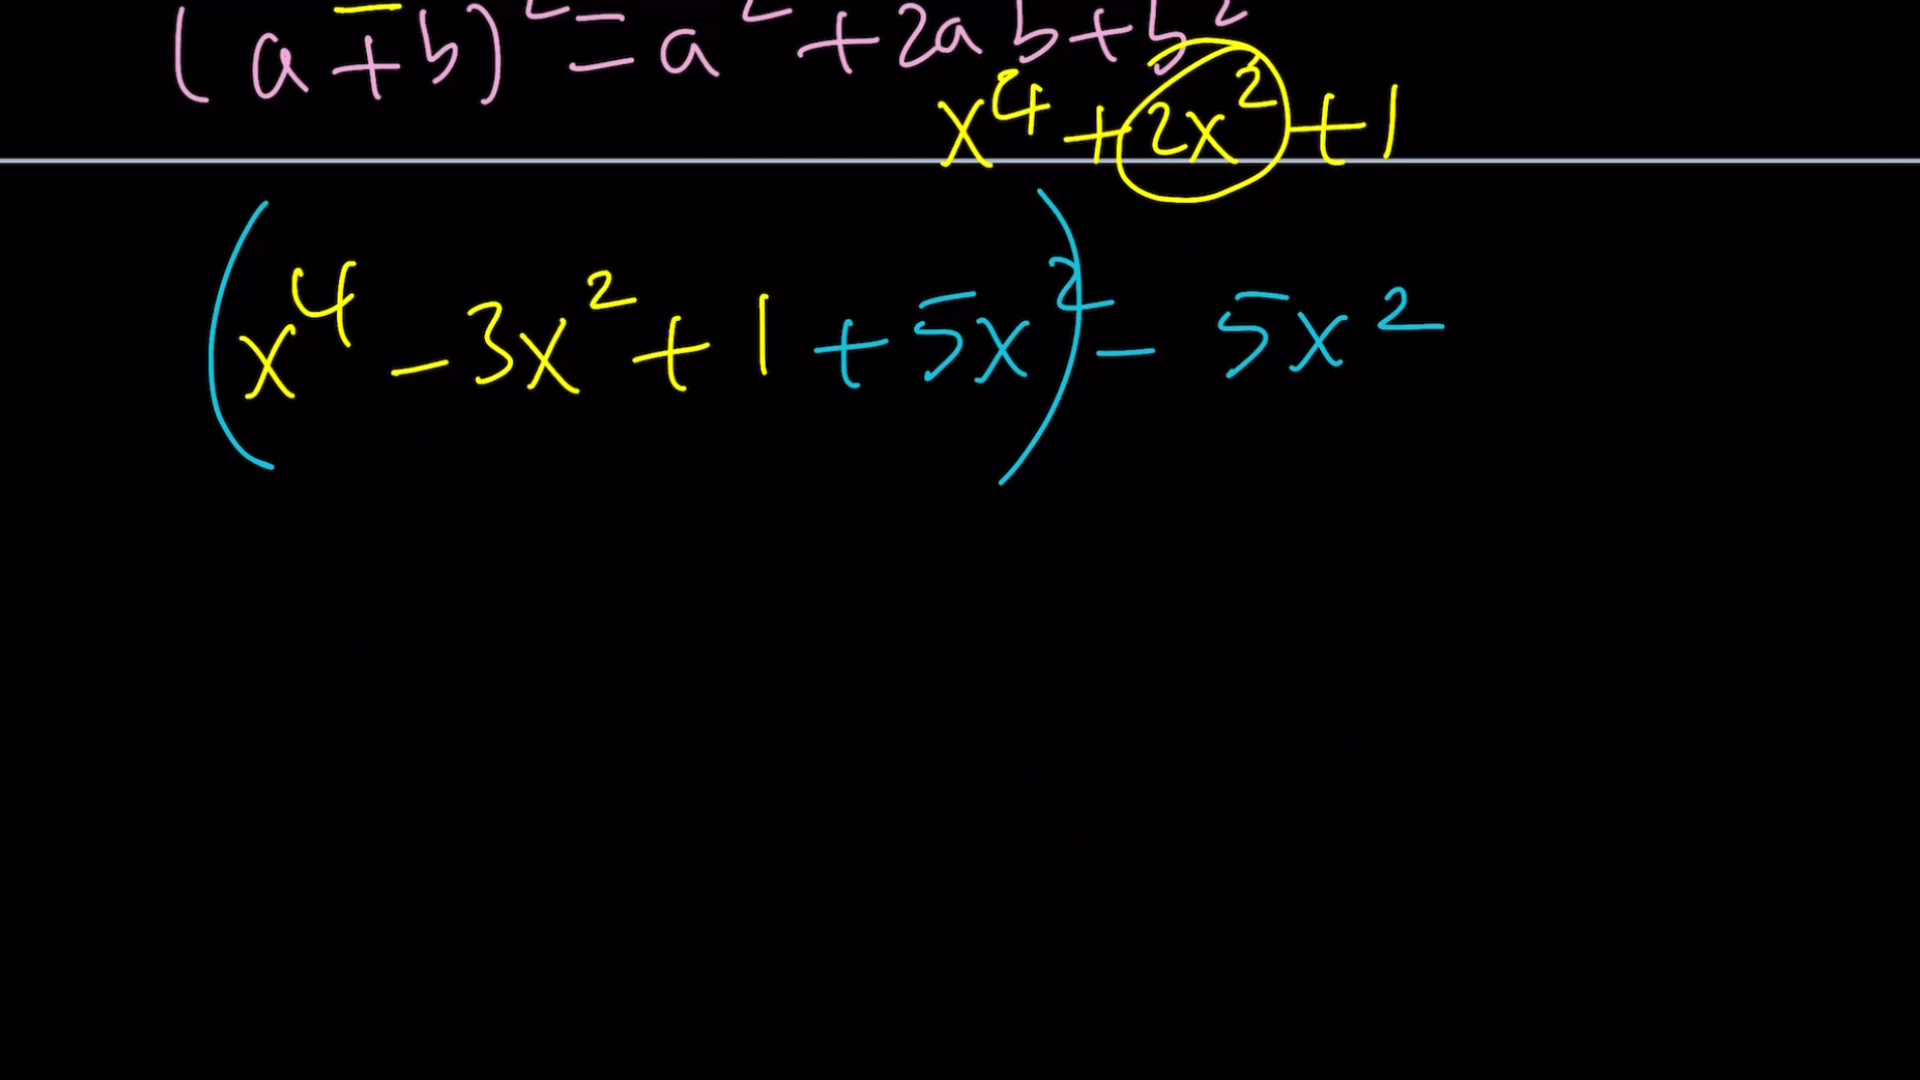 (a+b)² = a² + 2ab + b²
x⁴ + 2x² + 1
(x⁴ - 3x² + 1 + 5x²) - 5x²